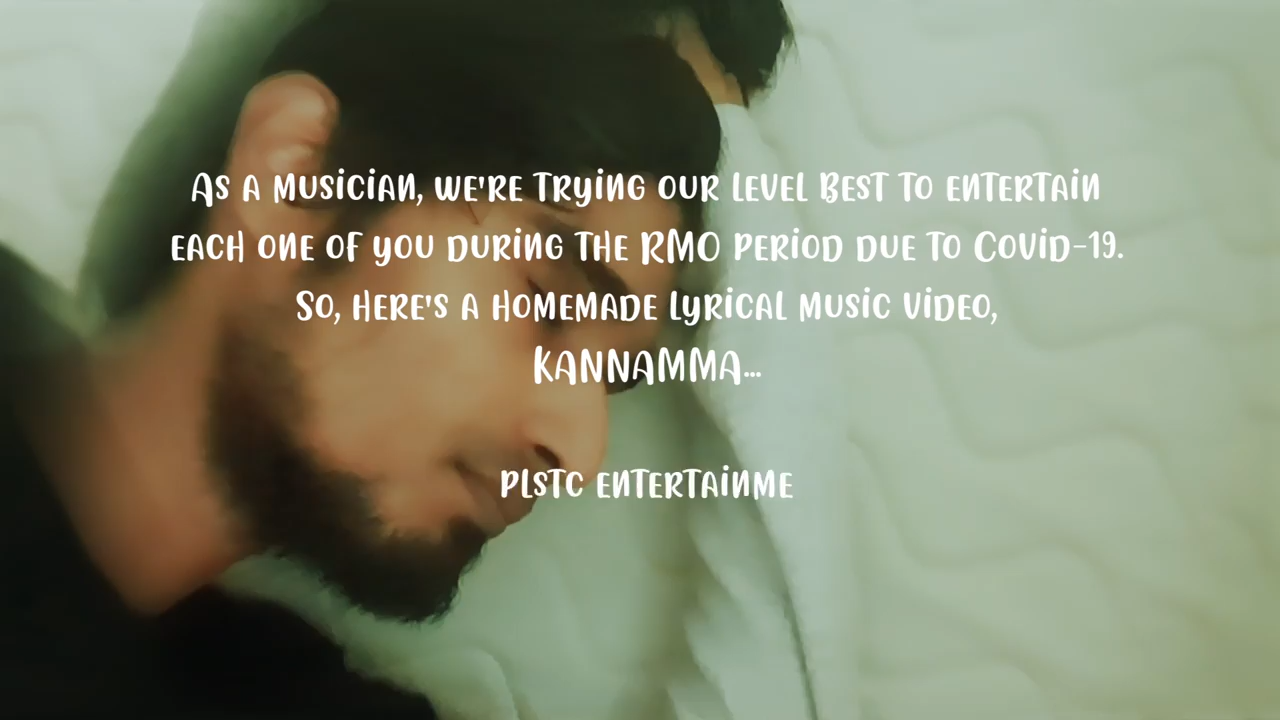 As a musician, we're trying our level best to entertain
each one of you during the RMO period due to Covid-19.
So, here's a homemade lyrical music video,
KANNAMMA...
PLSTC ENTERTAINME